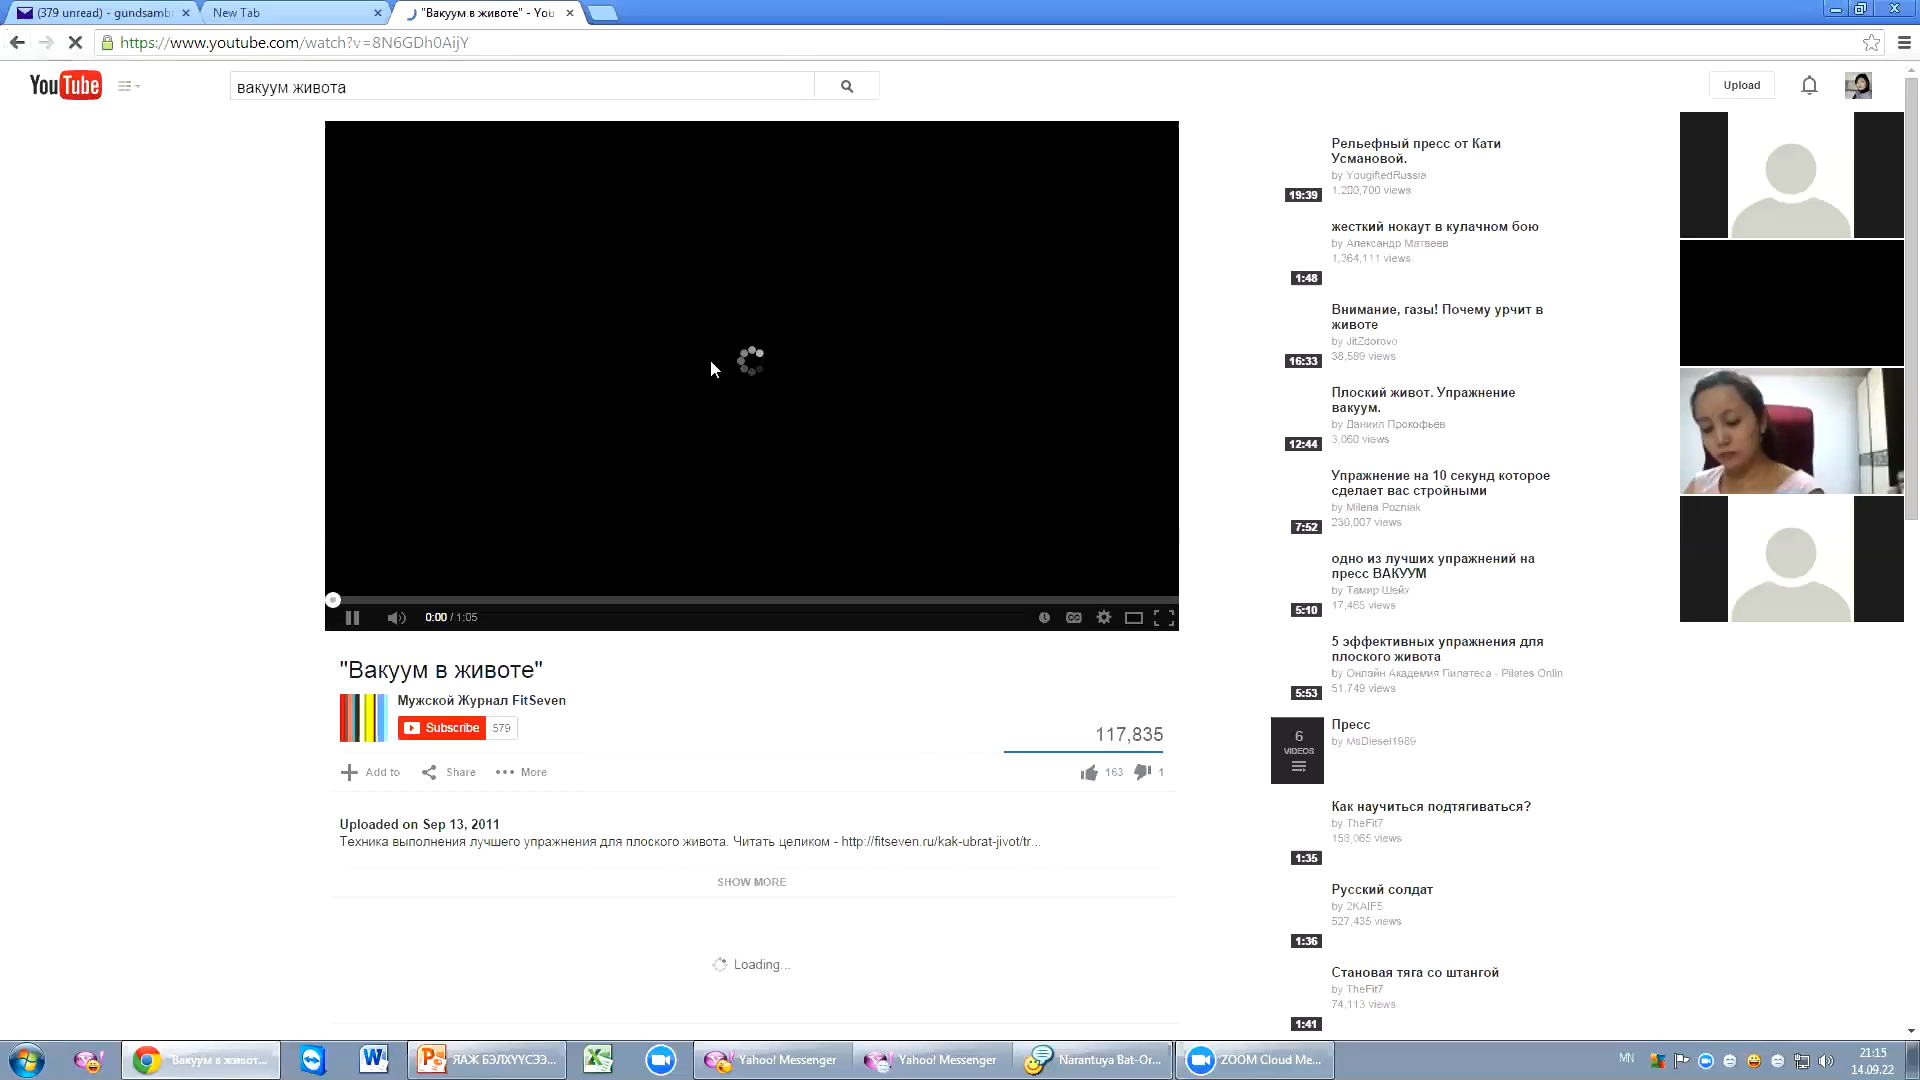 (379 unread) - gundsamb
New Tab
"Вакуум в животе" - You
https://www.youtube.com/watch?v=8N6GDh0AijY
YouTube
вакуум живота
Upload
0:00 / 1:05
"Вакуум в животе"
Мужской Журнал FitSeven
Subscribe 579
117,835
Add to Share More
163 1
Uploaded on Sep 13, 2011
Техника выполнения лучшего упражнения для плоского живота. Читать целиком - http://fitseven.ru/kak-ubrat-jivot/tr...
SHOW MORE
Loading...
Рельефный пресс от Кати
Усмановой.
by YougiftedRussia
1,200,700 views
19:39
жесткий нокаут в кулачном бою
by Александр Матвеев
1,364,111 views
1:48
Внимание, газы! Почему урчит в
животе
by JitZdorovo
38,589 views
16:33
Плоский живот. Упражнение
вакуум.
by Даниил Прокофьев
3,060 views
12:44
Упражнение на 10 секунд которое
сделает вас стройными
by Milena Pozniak
230,007 views
7:52
одно из лучших упражнений на
пресс ВАКУУМ
by Тамир Шейх
17,465 views
5:10
5 эффективных упражнения для
плоского живота
by Онлайн Академия Пилатеса - Pilates Onlin
51,749 views
5:53
6
VIDEOS
Пресс
by MsDiesel1989
Как научиться подтягиваться?
by TheFit7
158,065 views
1:35
Русский солдат
by 2KAIF5
527,435 views
1:36
Становая тяга со штангой
by TheFit7
74,113 views
1:41
Вакуум в живот...
ЯАЖ БЭЛХҮҮСЭЭ...
Yahoo! Messenger
Yahoo! Messenger
Narantuya Bat-Or...
ZOOM Cloud Me...
MN
21:15
14.09.22